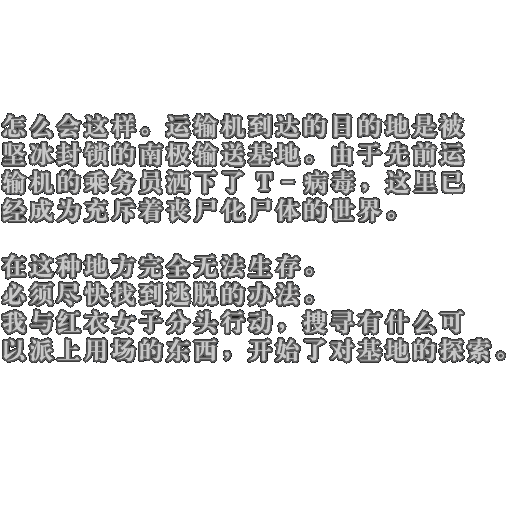 怎么会这样。运输机到达的目的地是被
坚冰封锁的南极输送基地。由于先前运
输机的乘务员洒下了 T-病毒，这里已
经成为充斥着丧尸化尸体的世界。
在这种地方完全无法生存。
必须尽快找到逃脱的办法。
我与红衣女子分头行动，搜寻有什么可
以派上用场的东西，开始了对基地的探索。